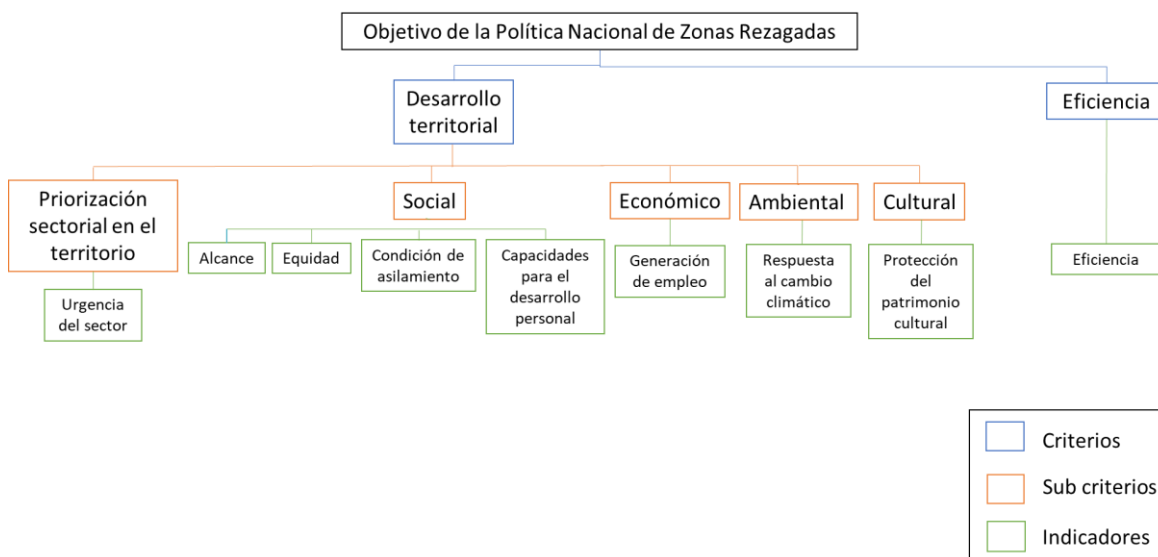 Objetivo de la Política Nacional de Zonas Rezagadas
Desarrollo
territorial
Eficiencia
Priorización
sectorial en el
territorio
Social
Económico
Ambiental
Cultural
Alcance
Equidad
Condición de
asilamiento
Capacidades
para el
desarrollo
personal
Generación
de empleo
Respuesta
al cambio
climático
Protección
del
patrimonio
cultural
Eficiencia
Urgencia
del sector
Criterios
Sub criterios
Indicadores